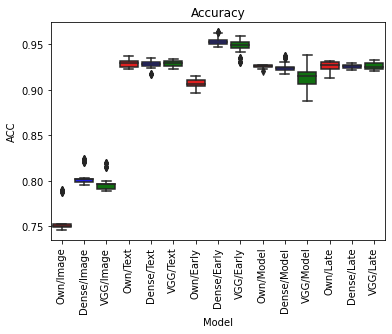 Accuracy
ACC
0.95
0.90
0.85
0.80
0.75
Own/Image
Dense/Image
VGG/Image
Own/Text
Dense/Text
VGG/Text
Own/Early
Dense/Early
VGG/Early
Own/Model
Dense/Model
VGG/Model
Own/Late
Dense/Late
VGG/Late
Model